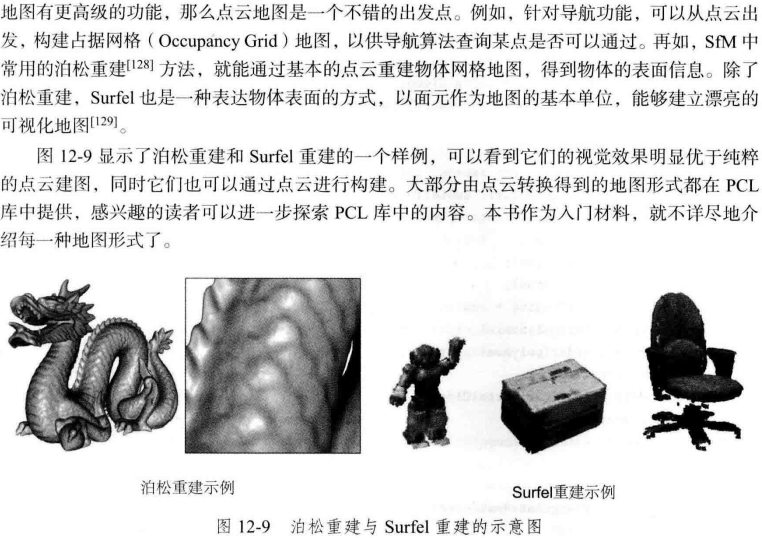 地图有更高级的功能，那么点云地图是一个不错的出发点。例如，针对导航功能，可以从点云出
发，构建占据网格（Occupancy Grid）地图，以供导航算法查询某点是否可以通过。再如，SfM 中
常用的泊松重建[128] 方法，就能通过基本的点云重建物体网格地图，得到物体的表面信息。除了
泊松重建，Surfel 也是一种表达物体表面的方式，以面元作为地图的基本单位，能够建立漂亮的
可视化地图[129]。
图 12-9 显示了泊松重建和 Surfel 重建的一个样例，可以看到它们的视觉效果明显优于纯粹
的点云建图，同时它们也可以通过点云进行构建。大部分由点云转换得到的地图形式都在 PCL
库中提供，感兴趣的读者可以进一步探索 PCL 库中的内容。本书作为入门材料，就不详尽地介
绍每一种地图形式了。
泊松重建示例
Surfel重建示例
图 12-9 泊松重建与 Surfel 重建的示意图